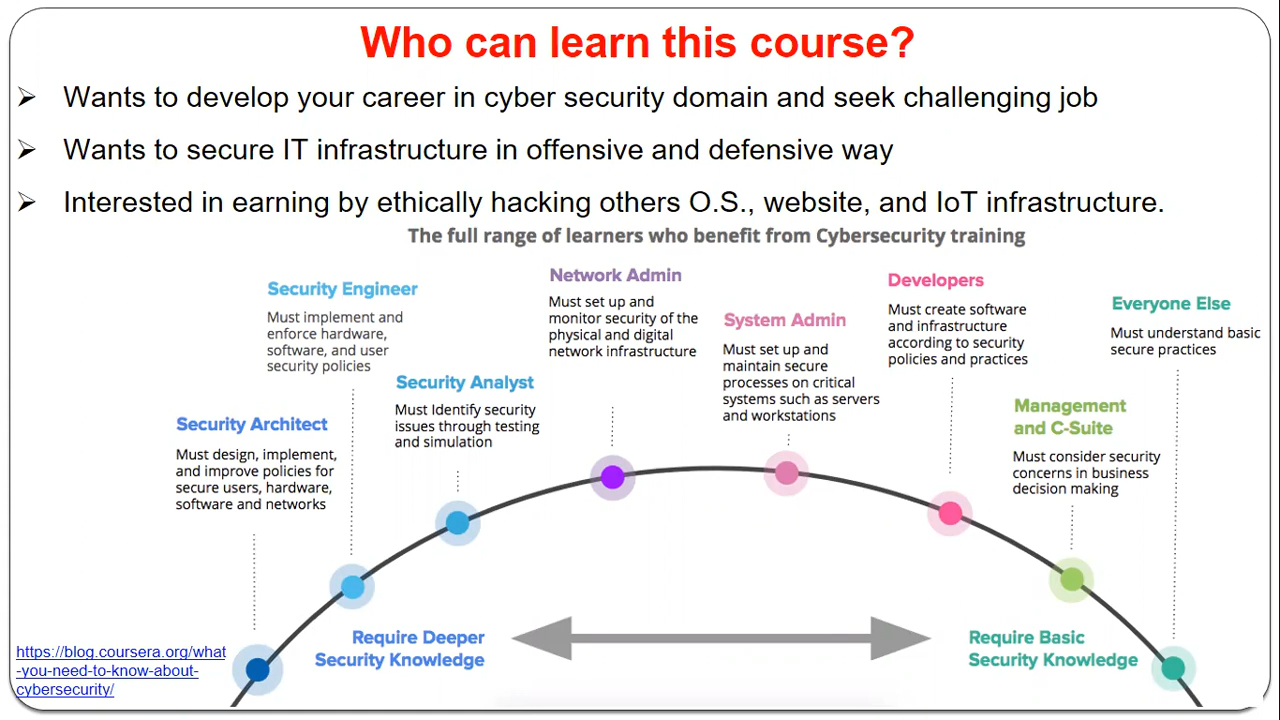 Who can learn this course?
➢ Wants to develop your career in cyber security domain and seek challenging job
➢ Wants to secure IT infrastructure in offensive and defensive way
➢ Interested in earning by ethically hacking others O.S., website, and IoT infrastructure.
The full range of learners who benefit from Cybersecurity training
Security Architect
Must design, implement,
and improve policies for
secure users, hardware,
software and networks
Security Engineer
Must implement and
enforce hardware,
software, and user
security policies
Security Analyst
Must Identify security
issues through testing
and simulation
Network Admin
Must set up and
monitor security of the
physical and digital
network infrastructure
System Admin
Must set up and
maintain secure
processes on critical
systems such as servers
and workstations
Developers
Must create software
and infrastructure
according to security
policies and practices
Management
and C-Suite
Must consider security
concerns in business
decision making
Everyone Else
Must understand basic
secure practices
Require Deeper
Security Knowledge
Require Basic
Security Knowledge
https://blog.coursera.org/what
-you-need-to-know-about-
cybersecurity/